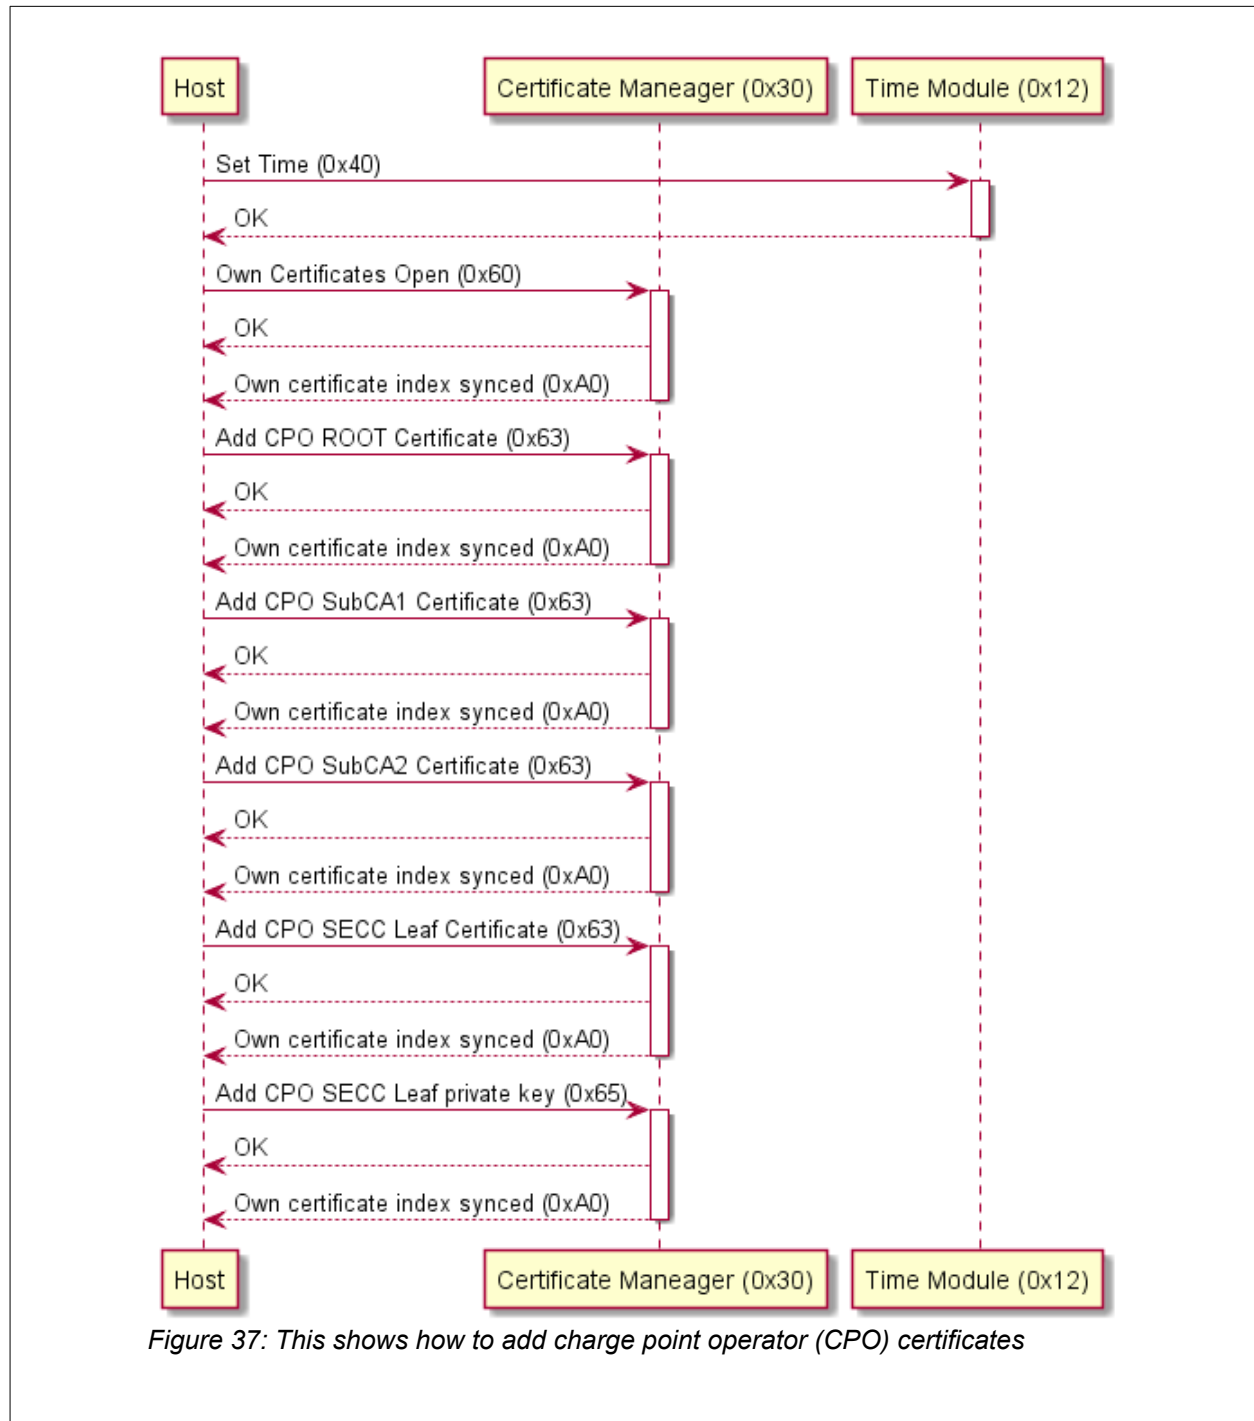 Host
Certificate Maneager (0x30)
Time Module (0x12)
Set Time (0x40)
OK
Own Certificates Open (0x60)
OK
Own certificate index synced (0xA0)
Add CPO ROOT Certificate (0x63)
OK
Own certificate index synced (0xA0)
Add CPO SubCA1 Certificate (0x63)
OK
Own certificate index synced (0xA0)
Add CPO SubCA2 Certificate (0x63)
OK
Own certificate index synced (0xA0)
Add CPO SECC Leaf Certificate (0x63)
OK
Own certificate index synced (0xA0)
Add CPO SECC Leaf private key (0x65)
OK
Own certificate index synced (0xA0)
Host
Certificate Maneager (0x30)
Time Module (0x12)
Figure 37: This shows how to add charge point operator (CPO) certificates